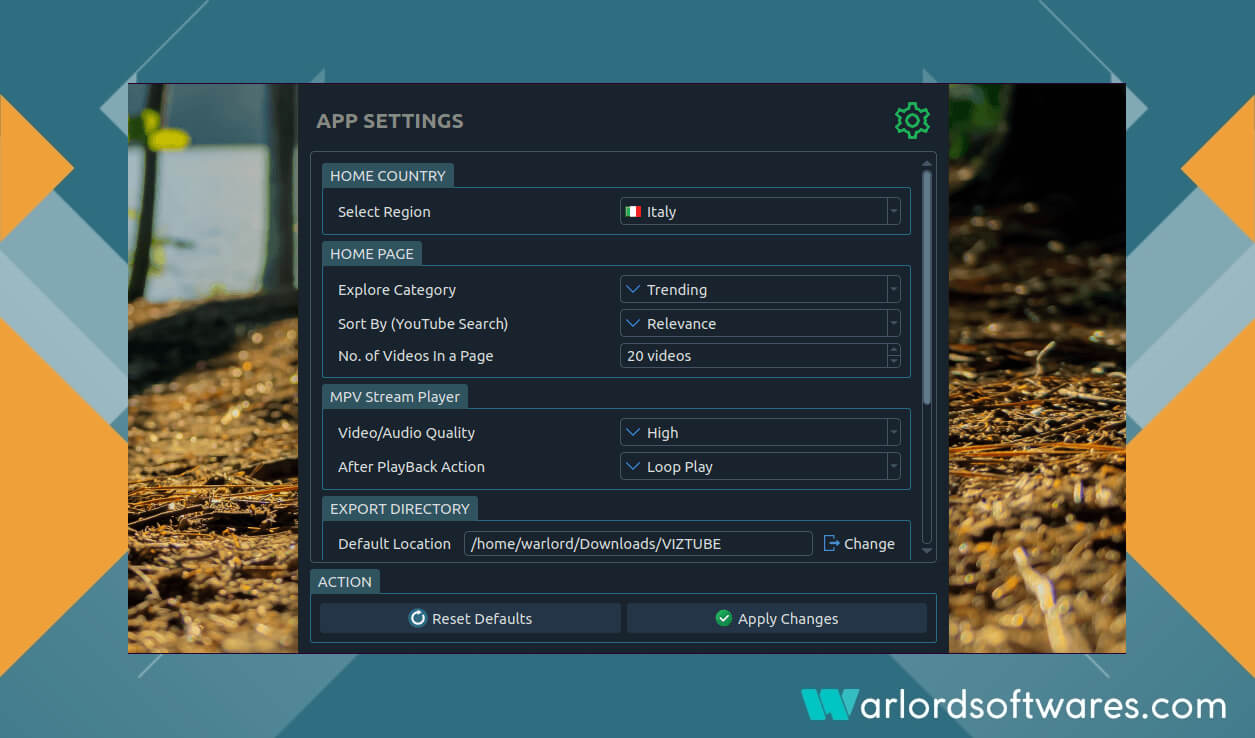 APP SETTINGS
HOME COUNTRY
Select Region Italy
HOME PAGE
Explore Category Trending
Sort By (YouTube Search) Relevance
No. of Videos In a Page 20 videos
MPV Stream Player
Video/Audio Quality High
After PlayBack Action Loop Play
EXPORT DIRECTORY
Default Location /home/warlord/Downloads/VIZTUBE Change
ACTION
Reset Defaults Apply Changes
Warlordsoftwares.com